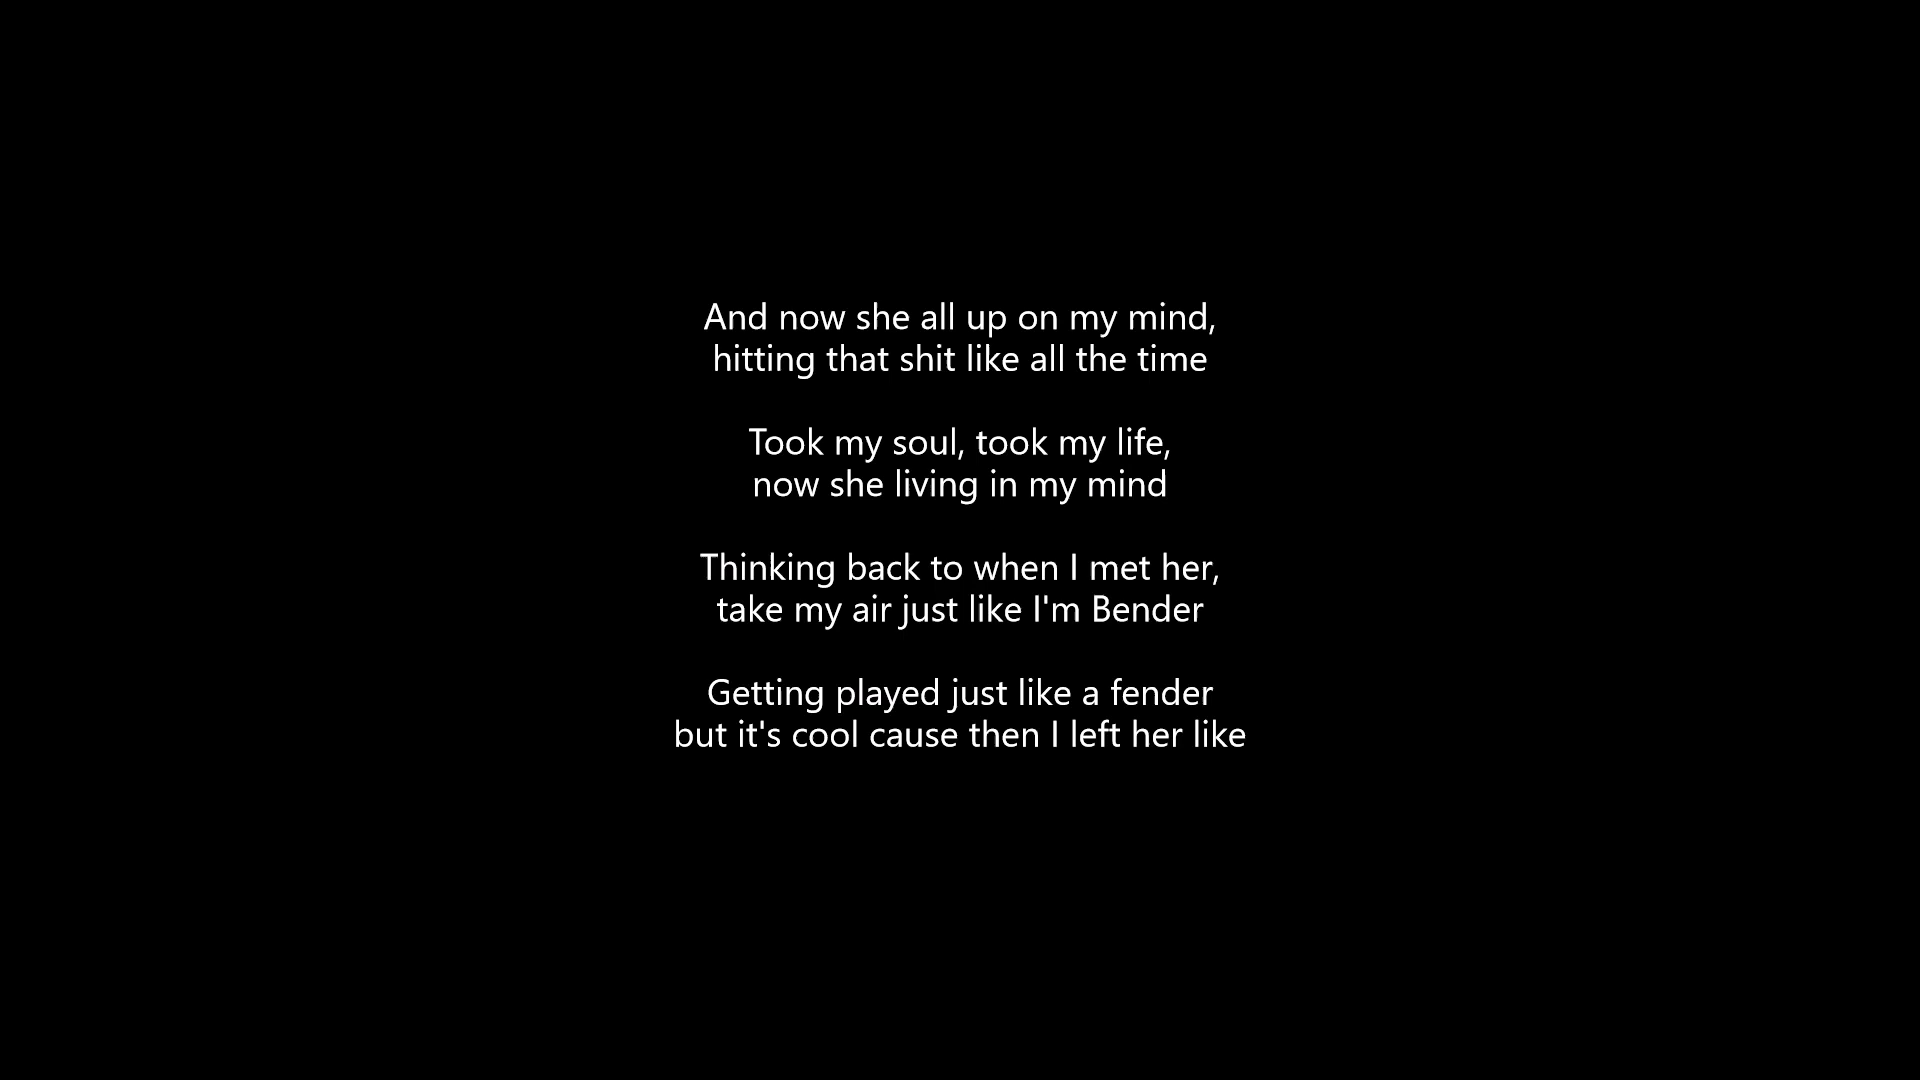 And now she all up on my mind,
hitting that shit like all the time
Took my soul, took my life,
now she living in my mind
Thinking back to when I met her,
take my air just like I'm Bender
Getting played just like a fender
but it's cool cause then I left her like